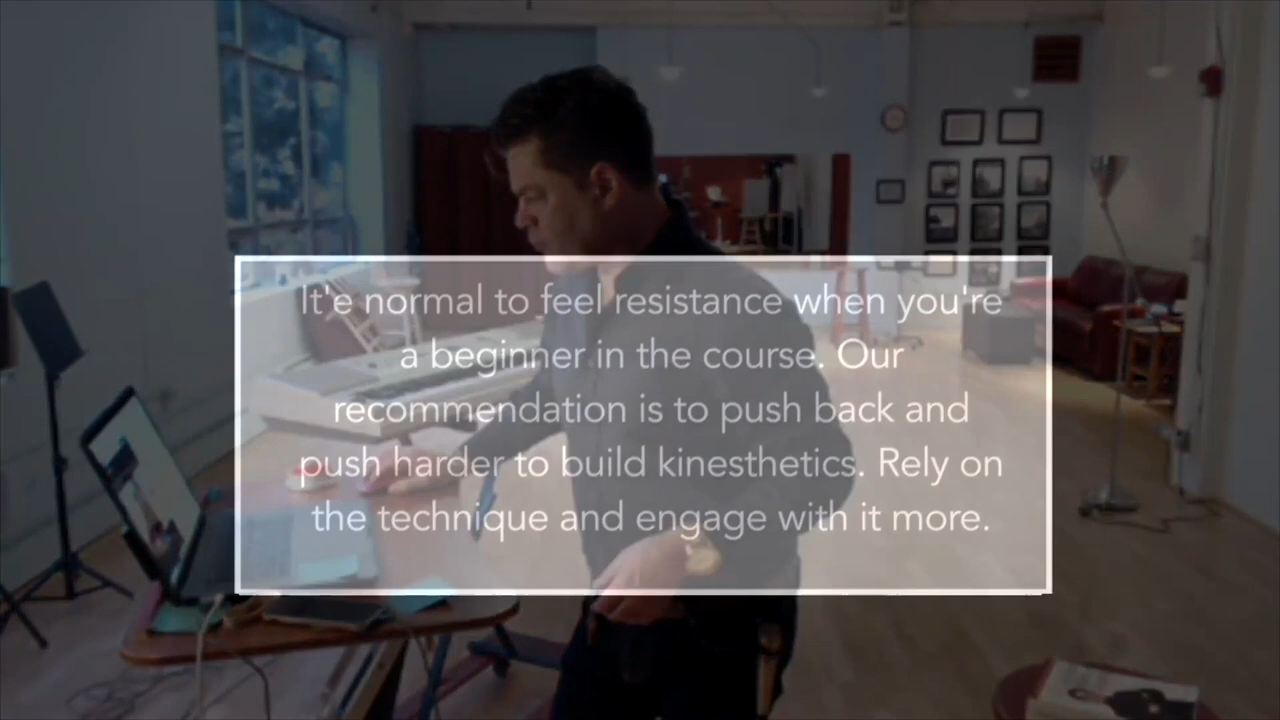 It'e normal to feel resistance when you're
a beginner in the course. Our
recommendation is to push back and
push harder to build kinesthetics. Rely on
the technique and engage with it more.